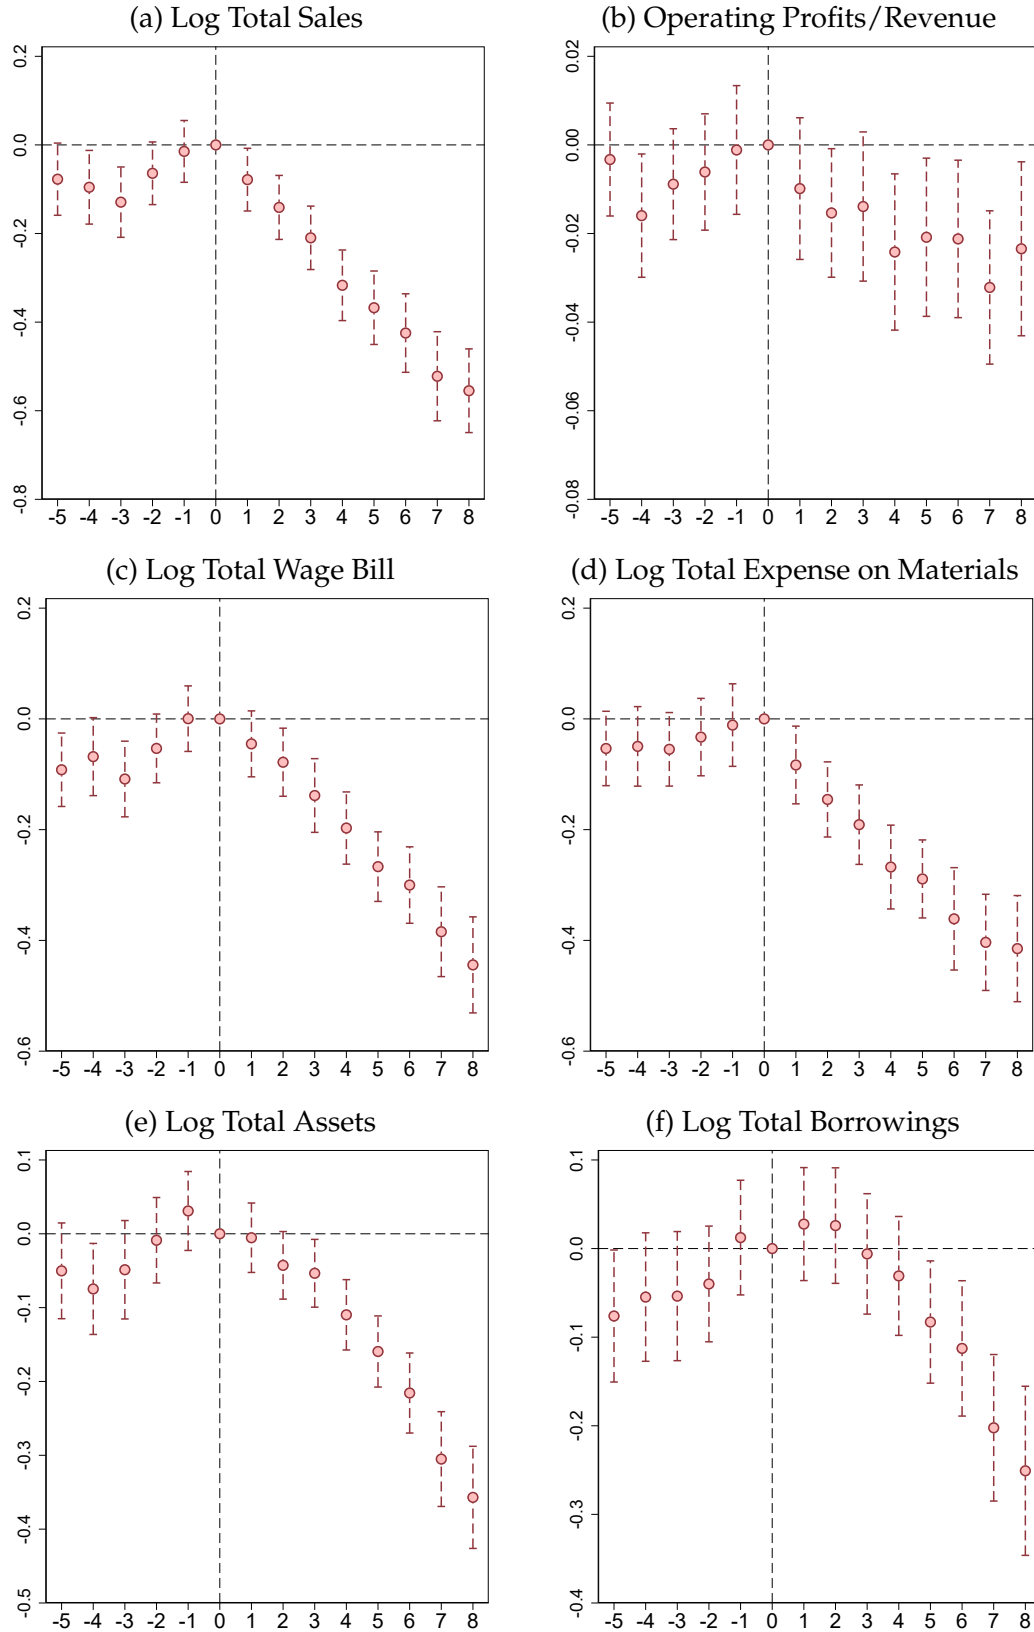 (a) Log Total Sales
0.2
0.0
-0.2
-0.4
-0.6
-0.8
-5 -4 -3 -2 -1 0 1 2 3 4 5 6 7 8
(b) Operating Profits/Revenue
0.02
0.00
-0.02
-0.04
-0.06
-0.08
-5 -4 -3 -2 -1 0 1 2 3 4 5 6 7 8
(c) Log Total Wage Bill
0.2
0.0
-0.2
-0.4
-0.6
-5 -4 -3 -2 -1 0 1 2 3 4 5 6 7 8
(d) Log Total Expense on Materials
0.2
0.0
-0.2
-0.4
-0.6
-5 -4 -3 -2 -1 0 1 2 3 4 5 6 7 8
(e) Log Total Assets
0.1
0.0
-0.1
-0.2
-0.3
-0.4
-0.5
-5 -4 -3 -2 -1 0 1 2 3 4 5 6 7 8
(f) Log Total Borrowings
0.1
0.0
-0.1
-0.2
-0.3
-0.4
-5 -4 -3 -2 -1 0 1 2 3 4 5 6 7 8